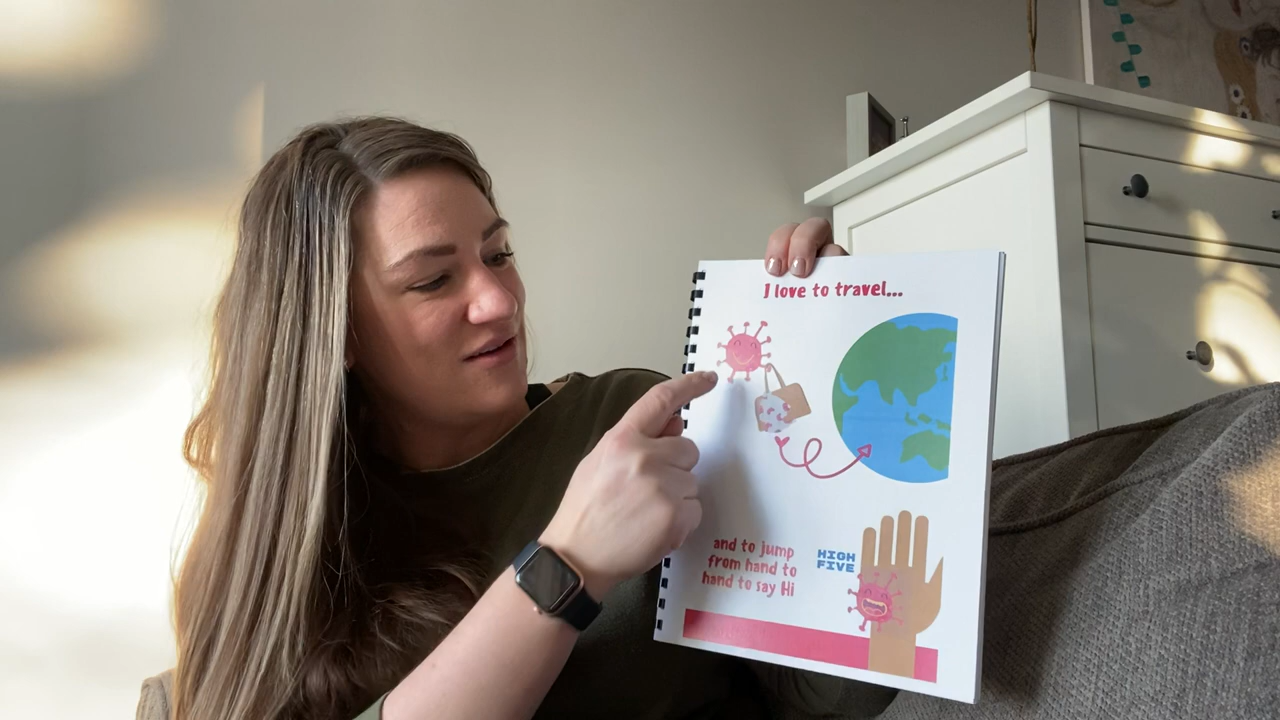 I love to travel...
and to jump
from hand to
hand to say Hi
HIGH
FIVE